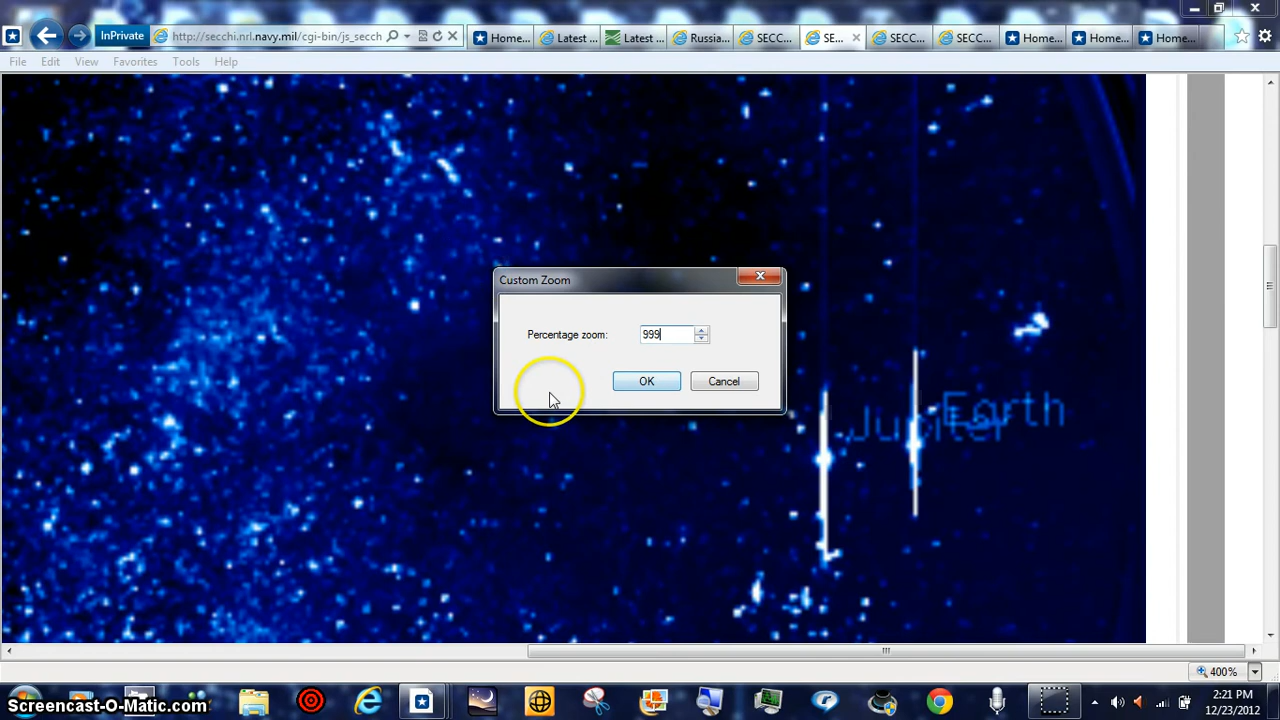 InPrivate http://secchi.nrl.navy.mil/cgi-bin/js_secch Home... Latest ... Latest ... Russia... SECC... SE... SECC... SECC... Home... Home... Home...
File Edit View Favorites Tools Help
Custom Zoom
Percentage zoom: 999
OK Cancel
Jupiter Earth
400%
2:21 PM
12/23/2012
Screencast-O-Matic.com